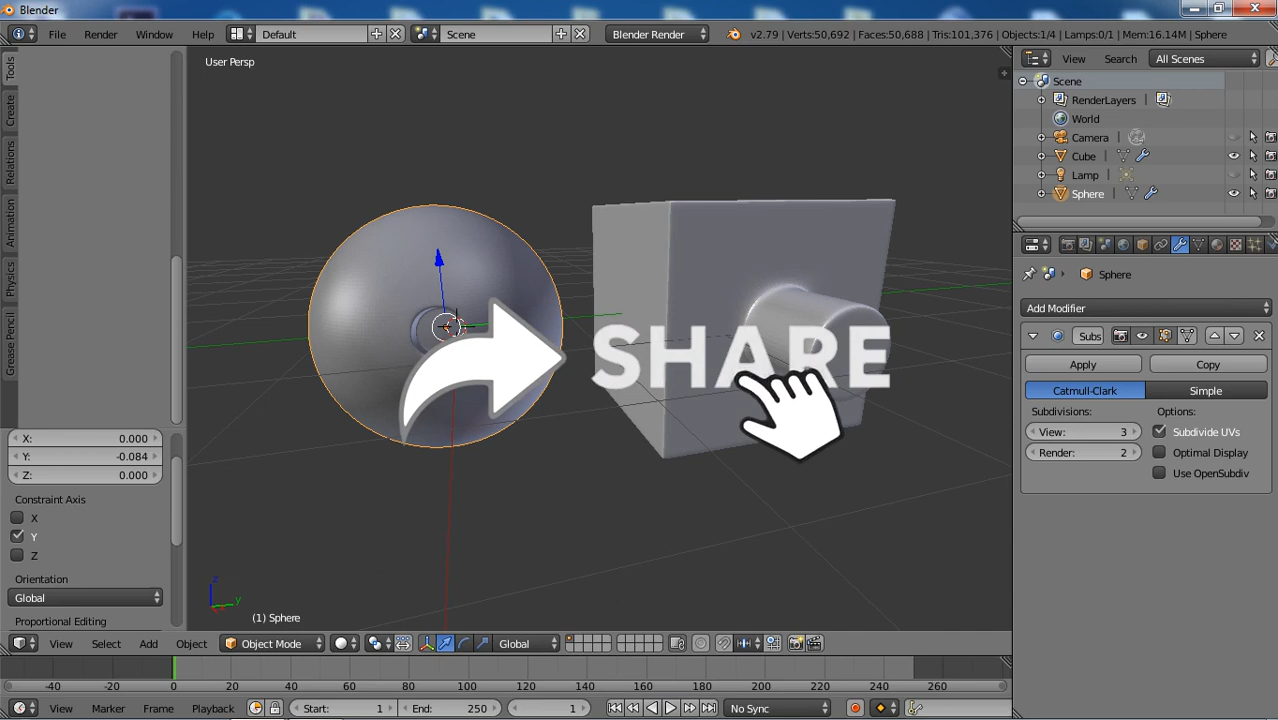 Blender
File Render Window Help Default Scene Blender Render v2.79 | Verts:50,692 | Faces:50,688 | Tris:101,376 | Objects:1/4 | Lamps:0/1 | Mem:16.14M | Sphere
View Search All Scenes
User Persp
Scene
RenderLayers
World
Camera
Cube
Lamp
Sphere
Tools
Create
Relations
Animation
Physics
Grease Pencil
Sphere
Add Modifier
Subs
Apply Copy
Catmull-Clark Simple
Subdivisions: Options:
View: 3 Subdivide UVs
Render: 2 Optimal Display
Use OpenSubdiv
SHARE
X: 0.000
Y: -0.084
Z: 0.000
Constraint Axis
X
Y
Z
Orientation
Global
Proportional Editing
z
y
(1) Sphere
View Select Add Object Object Mode Global
-40 -20 0 20 40 60 80 100 120 140 160 180 200 220 240 260
View Marker Frame Playback Start: 1 End: 250 1 No Sync